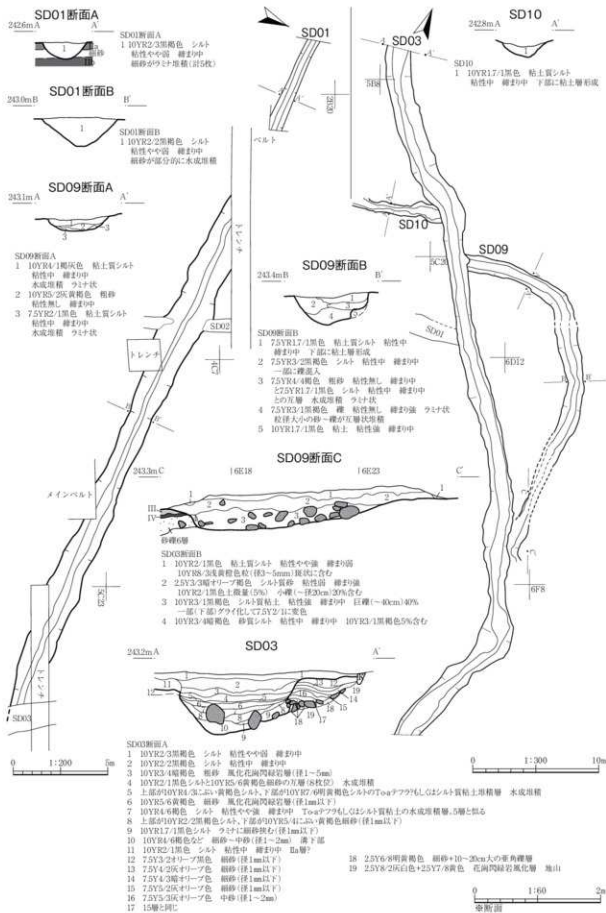 SD01断面A
242.6m A A'
SD01断面A
1 10YR2/3黒褐色 シルト
粘性やや弱 締まり中
細砂がラミナ堆積(計5枚)
SD01断面B
243.0m B B'
SD01断面B
1 10YR2/2黒褐色 シルト
粘性やや弱 締まり中
細砂が部分的に水成堆積
SD09断面A
243.1m A A'
SD09断面A
1 10YR4/1褐灰色 粘土質シルト
粘性中 締まり中
水成堆積 ラミナ状
2 10YR5/2灰黄褐色 粗砂
粘性無し 締まり中
3 7.5YR2/1黒色 粘土質シルト
粘性中 締まり中
水成堆積 ラミナ状
SD01
ベルト
トレンチ
SD02
トレンチ
メインベルト
トレンチ
SD03
0 1:200 5m
SD03
SD10
242.8m A A'
SD10
1 10YR1.7/1黒色 粘土質シルト
粘性中 締まり中 下部に粘土層形成
SD10
5C20
SD09
SD01
6D12
6F8
SD09断面B
243.4m B B'
SD09断面B
1 7.5YR1.7/1黒色 粘土質シルト 粘性中
締まり中 下部に粘土層形成
2 7.5YR3/2黒褐色 シルト 粘性中 締まり中
一部に礫混入
3 7.5YR4/4褐色 粗砂 粘性無し 締まり中
と7.5YR1.7/1黒色 シルト 粘性中 締まり中
との互層 水成堆積 ラミナ状
4 7.5YR3/1黒褐色 礫 粘性無し 締まり強 ラミナ状
粒径大小の砂～礫が互層状堆積
5 10YR1.7/1黒色 粘土 粘性強 締まり中
SD09断面C
243.3m C 6E18 6E23 C'
砂礫6層
SD03断面B
1 10YR2/1黒色 粘土質シルト 粘性やや強 締まり弱
10YR8/3浅黄橙色粒(径3～5mm)斑状に含む
2 2.5Y3/3暗オリーブ褐色 シルト質砂 粘性弱 締まり強
10YR2/1黒色土微量(5%) 小礫(～径20cm)20%含む
3 10YR3/1黒褐色 シルト質粘土 粘性強 締まり中 巨礫(～40cm)40%
一部(下部)グライ化して7.5Y2/1に変色
4 10YR3/4暗褐色 砂質シルト 粘性中 締まり中 10YR3/1黒褐色5%含む
SD03
243.2m A A'
SD03断面A
1 10YR2/3黒褐色 シルト 粘性やや弱 締まり中
2 10YR2/2黒褐色 シルト 粘性中 締まり中
3 10YR3/4暗褐色 粗砂 風化花崗閃緑岩層(径1～5mm)
4 10YR2/1黒色シルトと10YR5/6黄褐色細砂の互層(8枚位) 水成堆積
5 上部が10YR4/3にぶい黄褐色シルト、下部が10YR7/6明黄褐色シルトのTo-aテフラもしくはシルト質粘土堆積層 水成堆積
6 10YR5/6黄褐色 細砂 風化花崗閃緑岩層(径1mm以下)
7 10YR4/6褐色 シルト 粘性やや強 締まり中 To-aテフラもしくはシルト質粘土の水成堆積層、5層と似る
8 上部が10YR2/2黒褐色シルト、下部が10YR5/4にぶい黄褐色細砂(径1mm以下)
9 10YR1.7/1黒色シルト ラミナに細砂挟む(径1mm以下)
10 10YR4/6褐色など 細砂～中砂(径1～2mm) 溝下部
11 10YR2/1黒色 シルト 粘性中 締まり中 Ⅱa層?
12 7.5Y3/2オリーブ黒色 細砂(径1mm以下)
13 7.5Y4/2灰オリーブ色 細砂(径1mm以下)
14 7.5Y4/3暗オリーブ色 細砂(径1mm以下)
15 7.5Y5/2灰オリーブ色 細砂(径1mm以下)
16 7.5Y5/3灰オリーブ色 中砂(径1～2mm)
17 15層と同じ
18 2.5Y6/8明黄褐色 細砂+10～20cm大の亜角礫層
19 2.5Y8/2灰白色+2.5Y7/8黄色 花崗閃緑岩風化層 地山
0 1:300 10m
0 1:60 2m
※断面